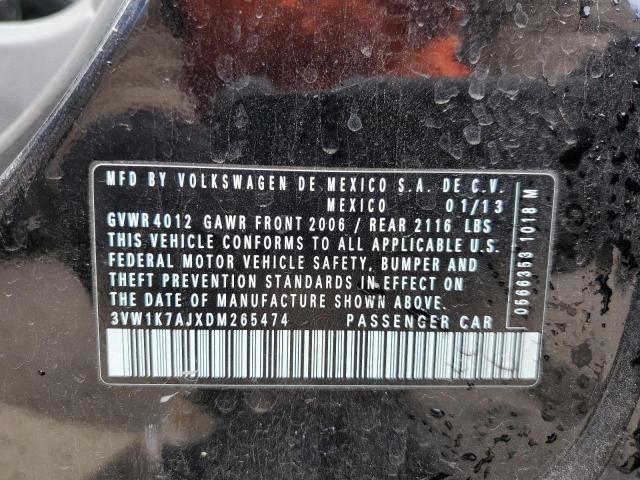 MFD BY VOLKSWAGEN DE MEXICO S.A. DE C.V.
MEXICO 01/13
GVWR 4012 GAWR FRONT 2006 / REAR 2116 LBS
THIS VEHICLE CONFORMS TO ALL APPLICABLE U.S.
FEDERAL MOTOR VEHICLE SAFETY, BUMPER AND
THEFT PREVENTION STANDARDS IN EFFECT ON
THE DATE OF MANUFACTURE SHOWN ABOVE.
3VW1K7AJXDM265474 PASSENGER CAR
0566353 1018 M